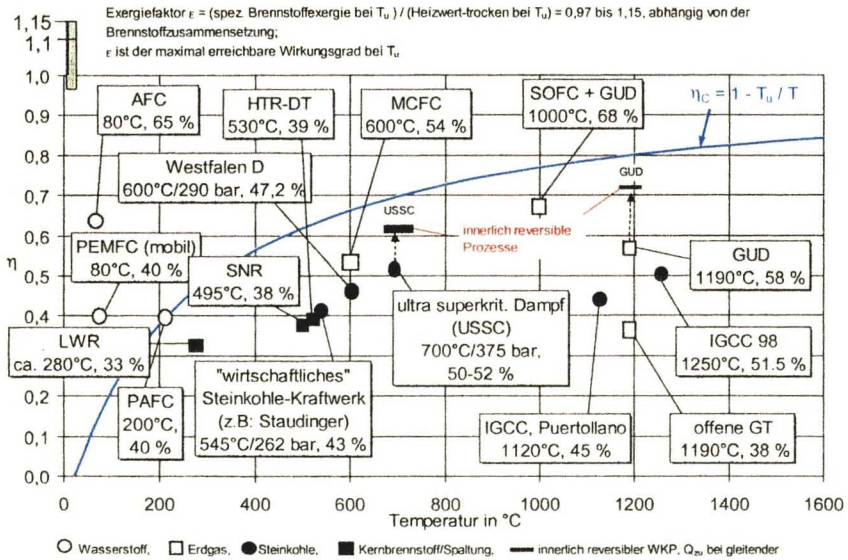 Exergiefaktor ε = (spez. Brennstoffexergie bei Tu ) / (Heizwert-trocken bei Tu) = 0,97 bis 1,15, abhängig von der
Brennstoffzusammensetzung;
ε ist der maximal erreichbare Wirkungsgrad bei Tu
1,15
1,1
1,0
0,9
0,8
0,7
0,6
0,5
0,4
0,3
0,2
0,1
0,0
η
AFC
80°C, 65 %
HTR-DT
530°C, 39 %
MCFC
600°C, 54 %
SOFC + GUD
1000°C, 68 %
ηC = 1 - Tu / T
Westfalen D
600°C/290 bar, 47,2 %
USSC
GUD
innerlich reversible
Prozesse
PEMFC (mobil)
80°C, 40 %
SNR
495°C, 38 %
GUD
1190°C, 58 %
ultra superkrit. Dampf
(USSC)
700°C/375 bar,
50-52 %
LWR
ca. 280°C, 33 %
IGCC 98
1250°C, 51.5 %
PAFC
200°C,
40 %
"wirtschaftliches"
Steinkohle-Kraftwerk
(z.B: Staudinger)
545°C/262 bar, 43 %
IGCC, Puertollano
1120°C, 45 %
offene GT
1190°C, 38 %
0 200 400 600 800 1000 1200 1400 1600
Temperatur in °C
Wasserstoff, Erdgas, Steinkohle, Kernbrennstoff/Spaltung, innerlich reversibler WKP, Qzu bei gleitender